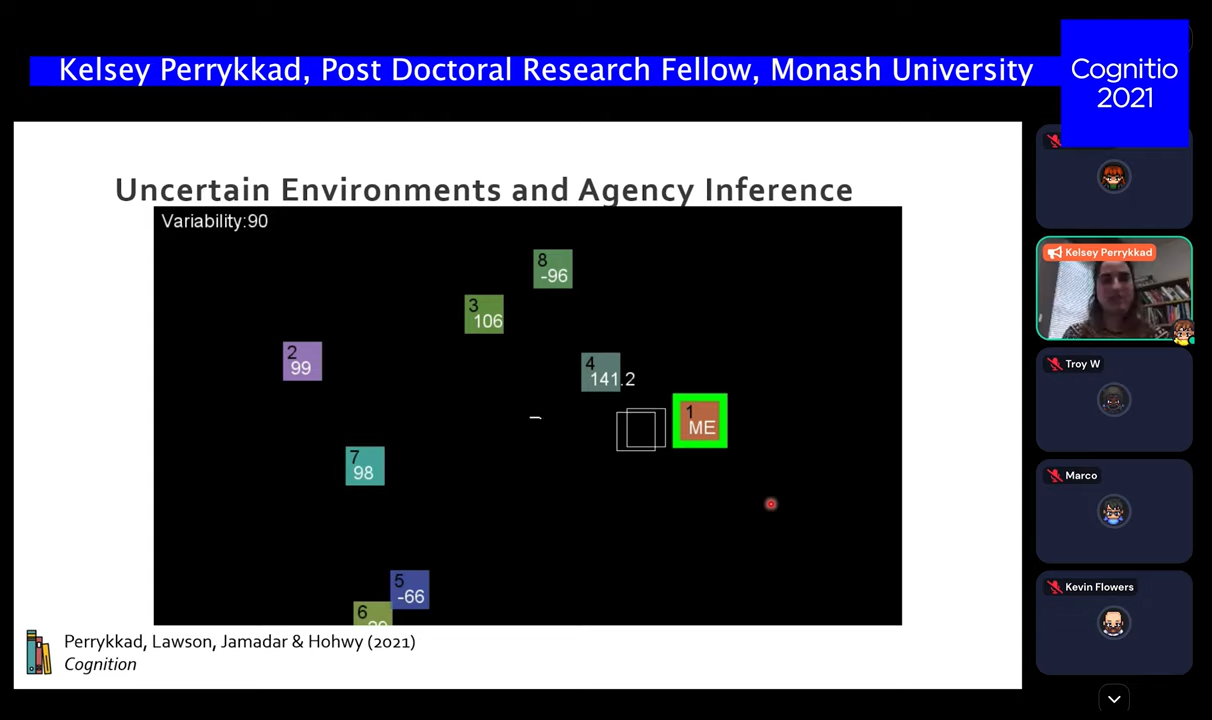 Kelsey Perrykkad, Post Doctoral Research Fellow, Monash University
Cognitio
2021
Uncertain Environments and Agency Inference
Variability:90
8
-96
3
106
2
99
4
141.2
1
ME
7
98
5
-66
6
Kelsey Perrykkad
Troy W
Marco
Kevin Flowers
Perrykkad, Lawson, Jamadar & Hohwy (2021)
Cognition